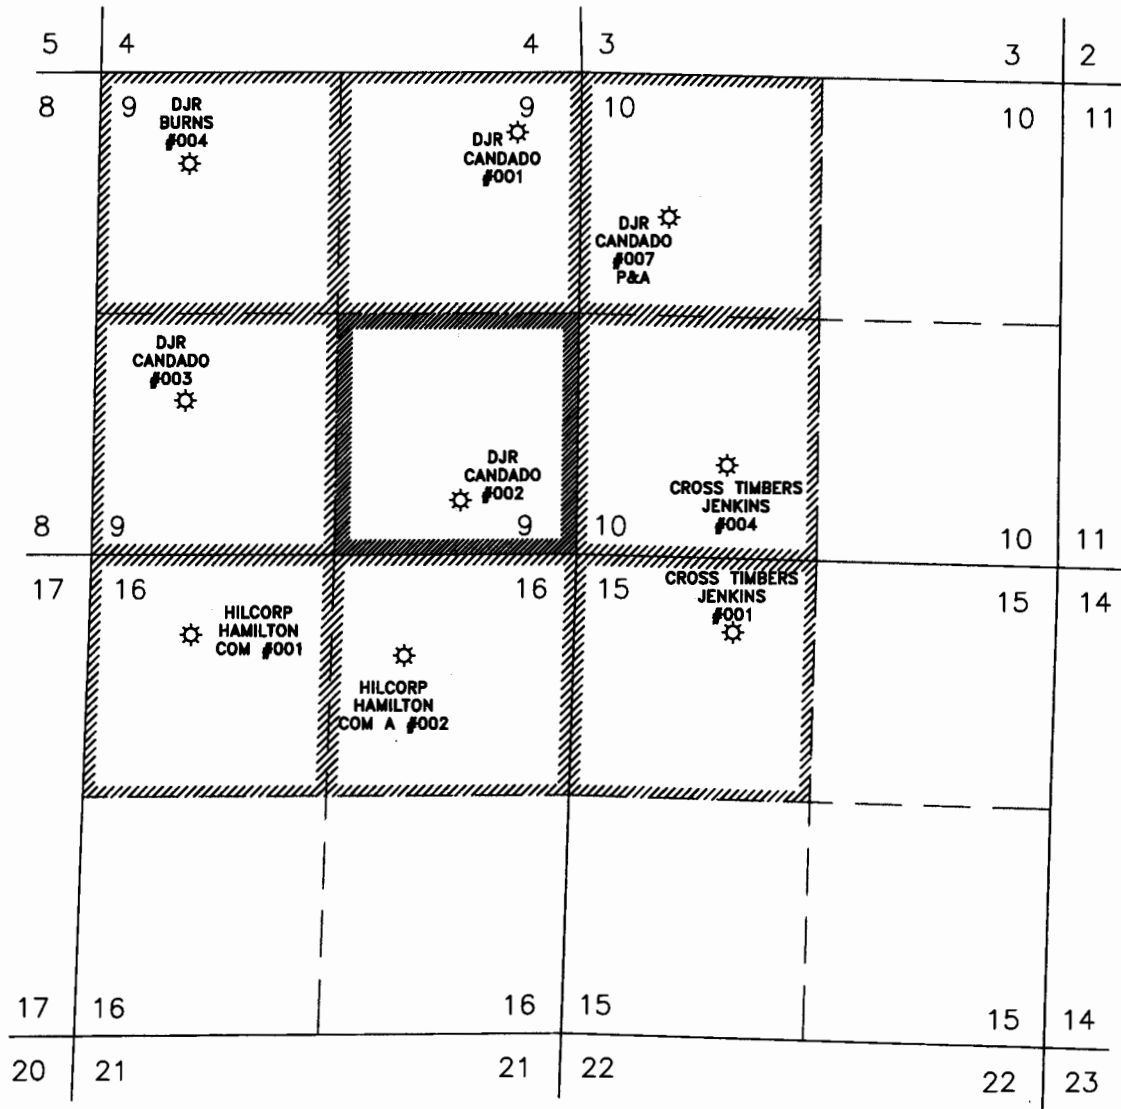 5 4 4 3 3 2
8 9 9 10 10 11
DJR
BURNS
#004
DJR
CANDADO
#001
DJR
CANDADO
#007
P&A
DJR
CANDADO
#003
DJR
CANDADO
#002
CROSS TIMBERS
JENKINS
#004
8 9 9 10 10 11
17 16 16 15 15 14
CROSS TIMBERS
JENKINS
#001
HILCORP
HAMILTON
COM #001
HILCORP
HAMILTON
COM A #002
17 16 16 15 15 14
20 21 21 22 22 23